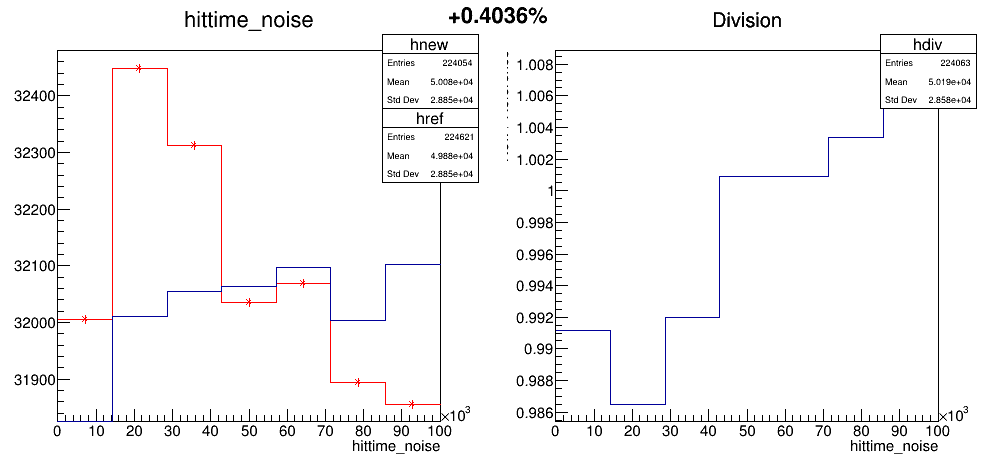 hittime_noise
+0.4036%
Division
hnew
Entries 224054
Mean 5.008e+04
Std Dev 2.885e+04
href
Entries 224621
Mean 4.988e+04
Std Dev 2.885e+04
32400
32300
32200
32100
32000
31900
0 10 20 30 40 50 60 70 80 90 100
×10³
hittime_noise
hdiv
Entries 224063
Mean 5.019e+04
Std Dev 2.858e+04
1.008
1.006
1.004
1.002
1
0.998
0.996
0.994
0.992
0.99
0.988
0.986
0 10 20 30 40 50 60 70 80 90 100
×10³
hittime_noise